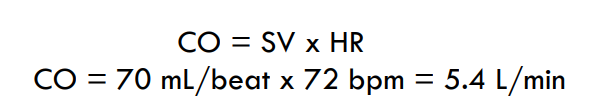 CO = SV x HR
CO = 70 mL/beat x 72 bpm = 5.4 L/min